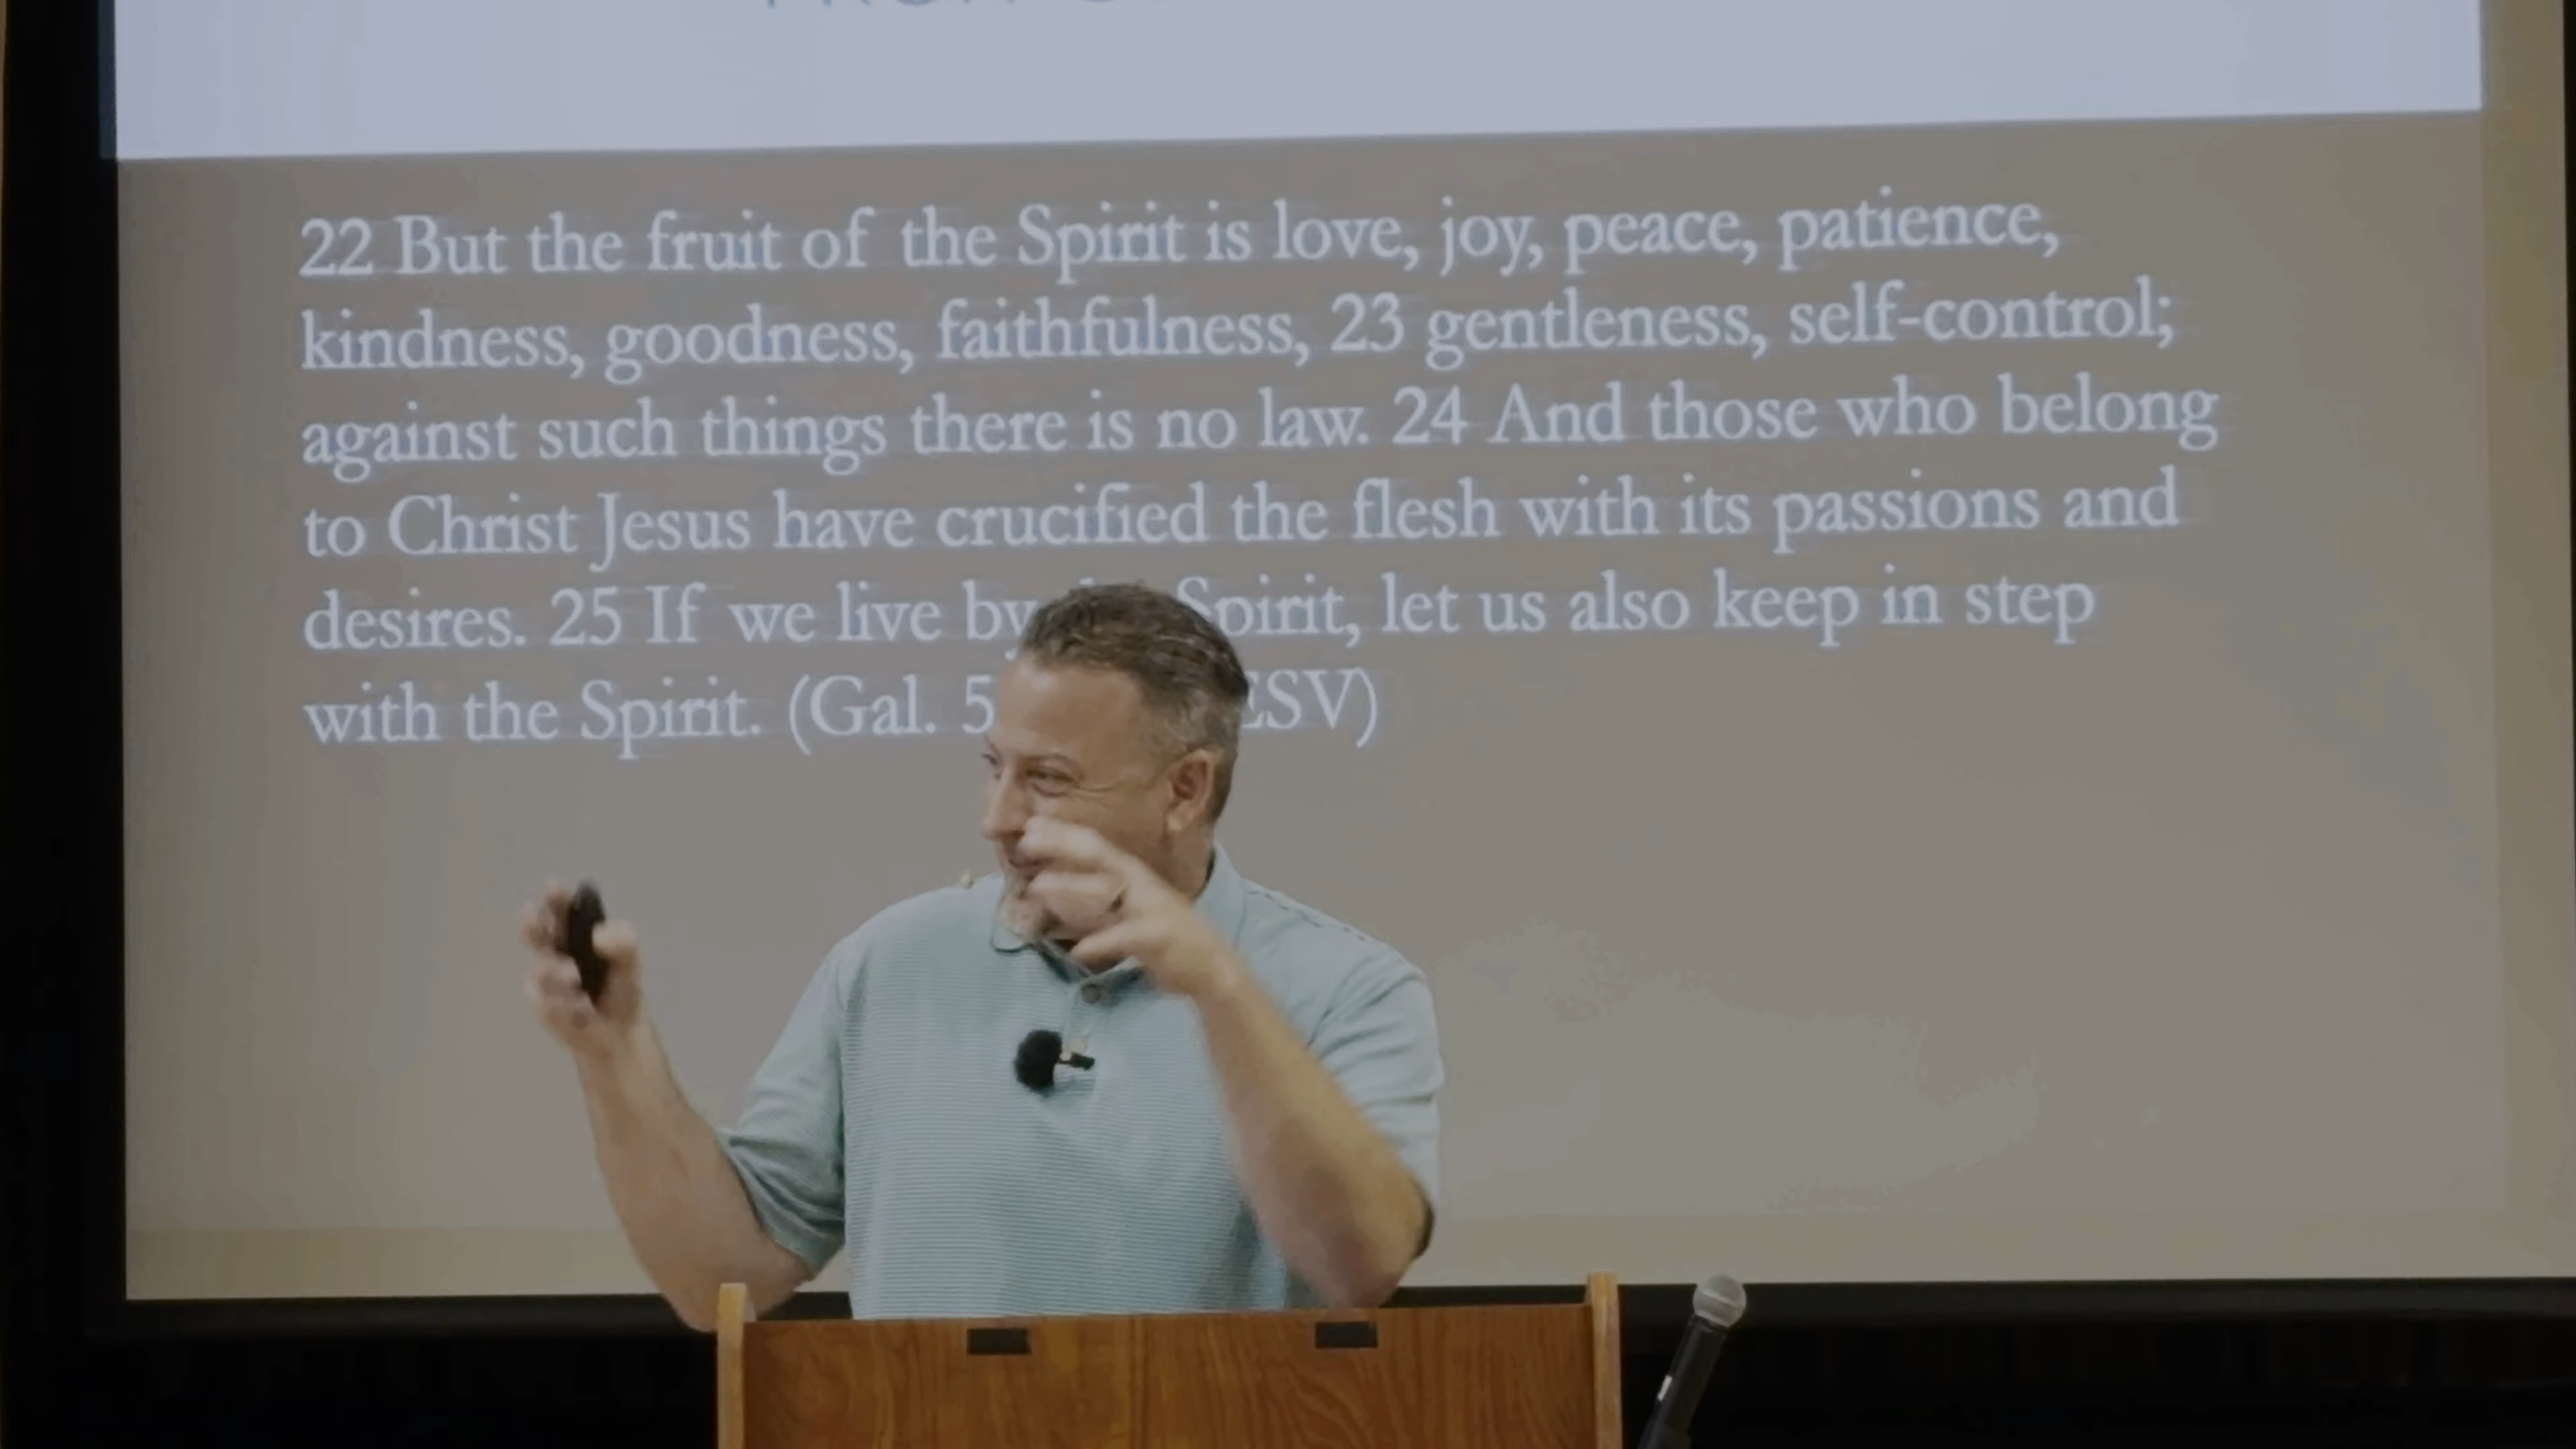 22 But the fruit of the Spirit is love, joy, peace, patience,
kindness, goodness, faithfulness, 23 gentleness, self-control;
against such things there is no law. 24 And those who belong
to Christ Jesus have crucified the flesh with its passions and
desires. 25 If we live by Spirit, let us also keep in step
with the Spirit. (Gal. 5 ESV)